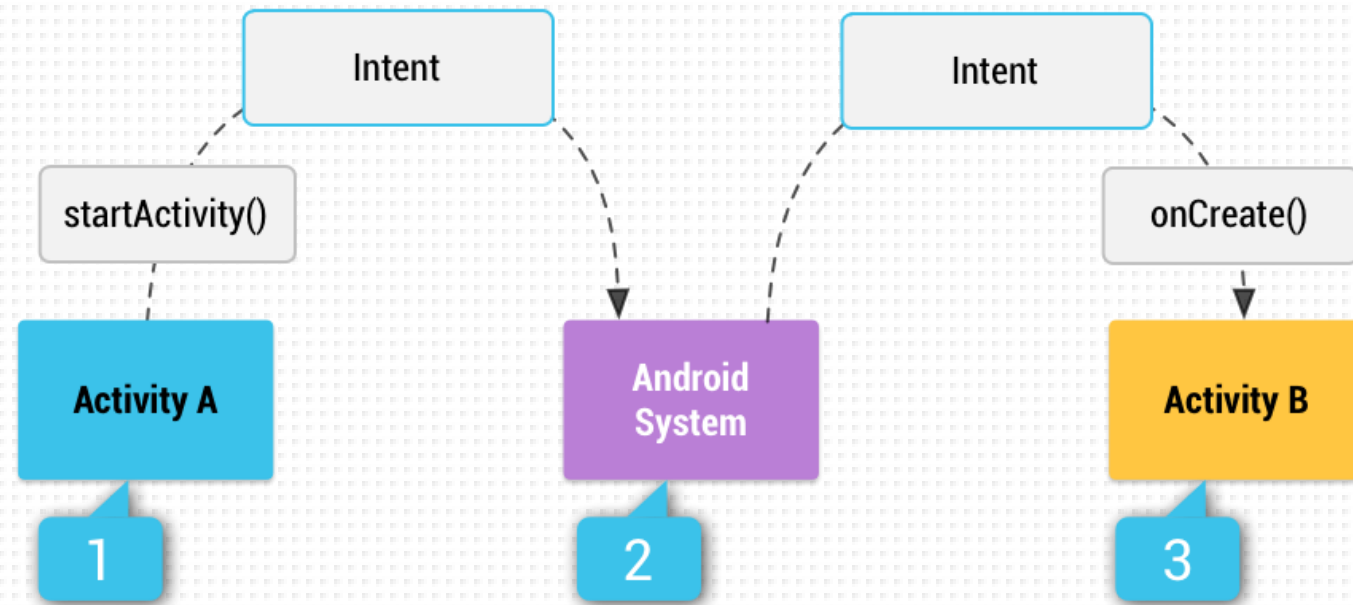 Intent
Intent
startActivity()
onCreate()
Activity A
Android
System
Activity B
1
2
3